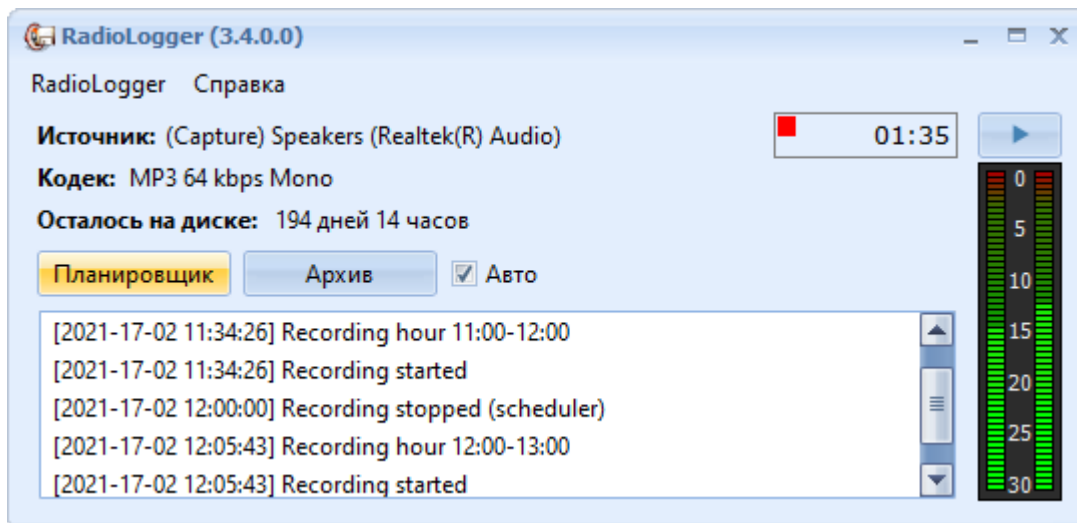 RadioLogger (3.4.0.0)
RadioLogger Справка
Источник: (Capture) Speakers (Realtek(R) Audio)
01:35
Кодек: MP3 64 kbps Mono
Осталось на диске: 194 дней 14 часов
Планировщик Архив Авто
[2021-17-02 11:34:26] Recording hour 11:00-12:00
[2021-17-02 11:34:26] Recording started
[2021-17-02 12:00:00] Recording stopped (scheduler)
[2021-17-02 12:05:43] Recording hour 12:00-13:00
[2021-17-02 12:05:43] Recording started
0
5
10
15
20
25
30